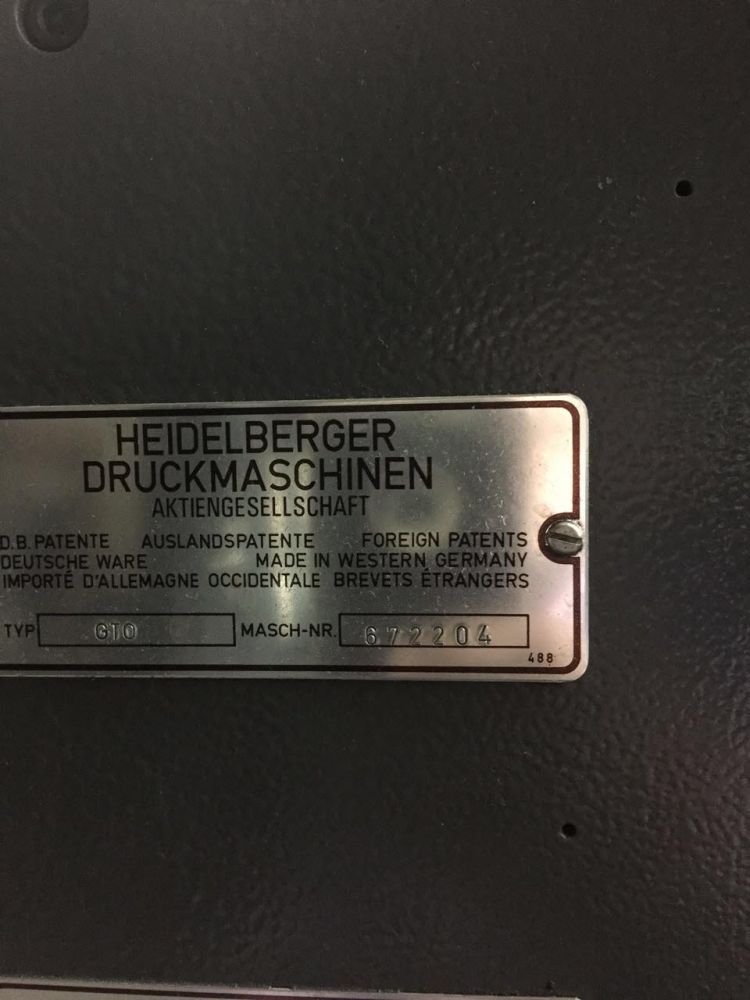 HEIDELBERGER
DRUCKMASCHINEN
AKTIENGESELLSCHAFT
D.B. PATENTE AUSLANDSPATENTE FOREIGN PATENTS
DEUTSCHE WARE MADE IN WESTERN GERMANY
IMPORTÉ D'ALLEMAGNE OCCIDENTALE BREVETS ÉTRANGERS
TYP GTO MASCH-NR. 672204
488